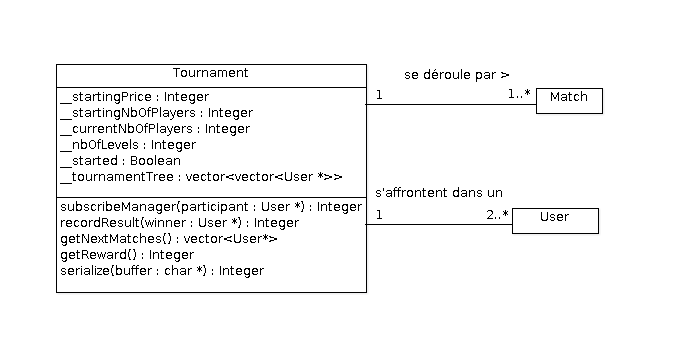 Tournament
__startingPrice : Integer
__startingNbOfPlayers : Integer
__currentNbOfPlayers : Integer
__nbOfLevels : Integer
__started : Boolean
__tournamentTree : vector<vector<User *>>
subscribeManager(participant : User *) : Integer
recordResult(winner : User *) : Integer
getNextMatches() : vector<User*>
getReward() : Integer
serialize(buffer : char *) : Integer
se déroule par >
1 1..*
Match
s'affrontent dans un
1 2..*
User